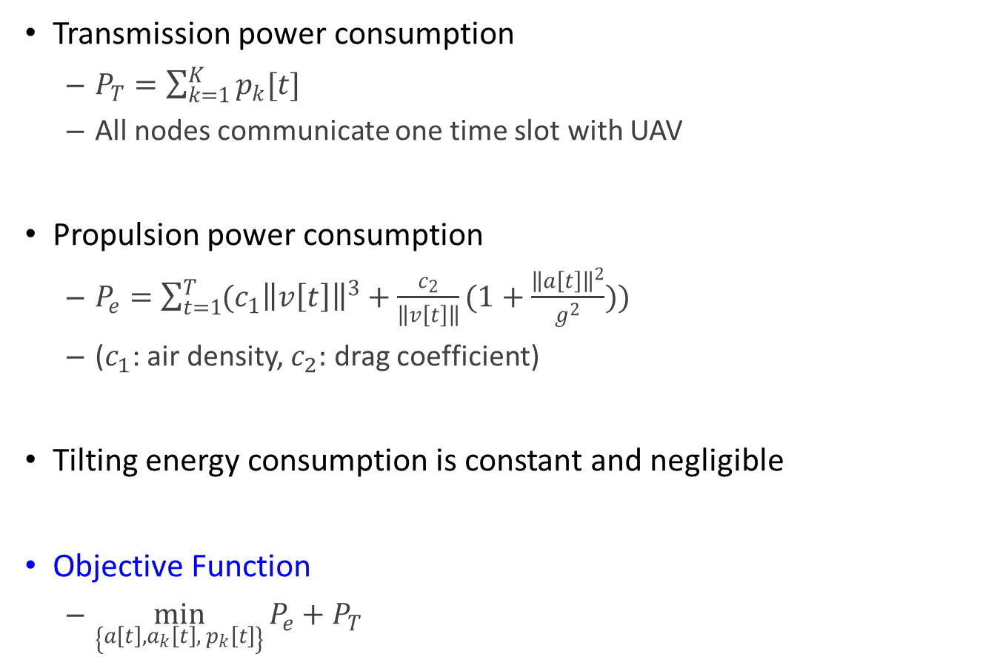 • Transmission power consumption
– P_T = ∑_{k=1}^{K} p_k[t]
– All nodes communicate one time slot with UAV
• Propulsion power consumption
– P_e = ∑_{t=1}^{T} (c_1‖v[t]‖^3 + \frac{c_2}{‖v[t]‖} (1 + \frac{‖a[t]‖^2}{g^2}))
– (c_1: air density, c_2: drag coefficient)
• Tilting energy consumption is constant and negligible
• Objective Function
– \min_{\{a[t],a_k[t], p_k[t]\}} P_e + P_T